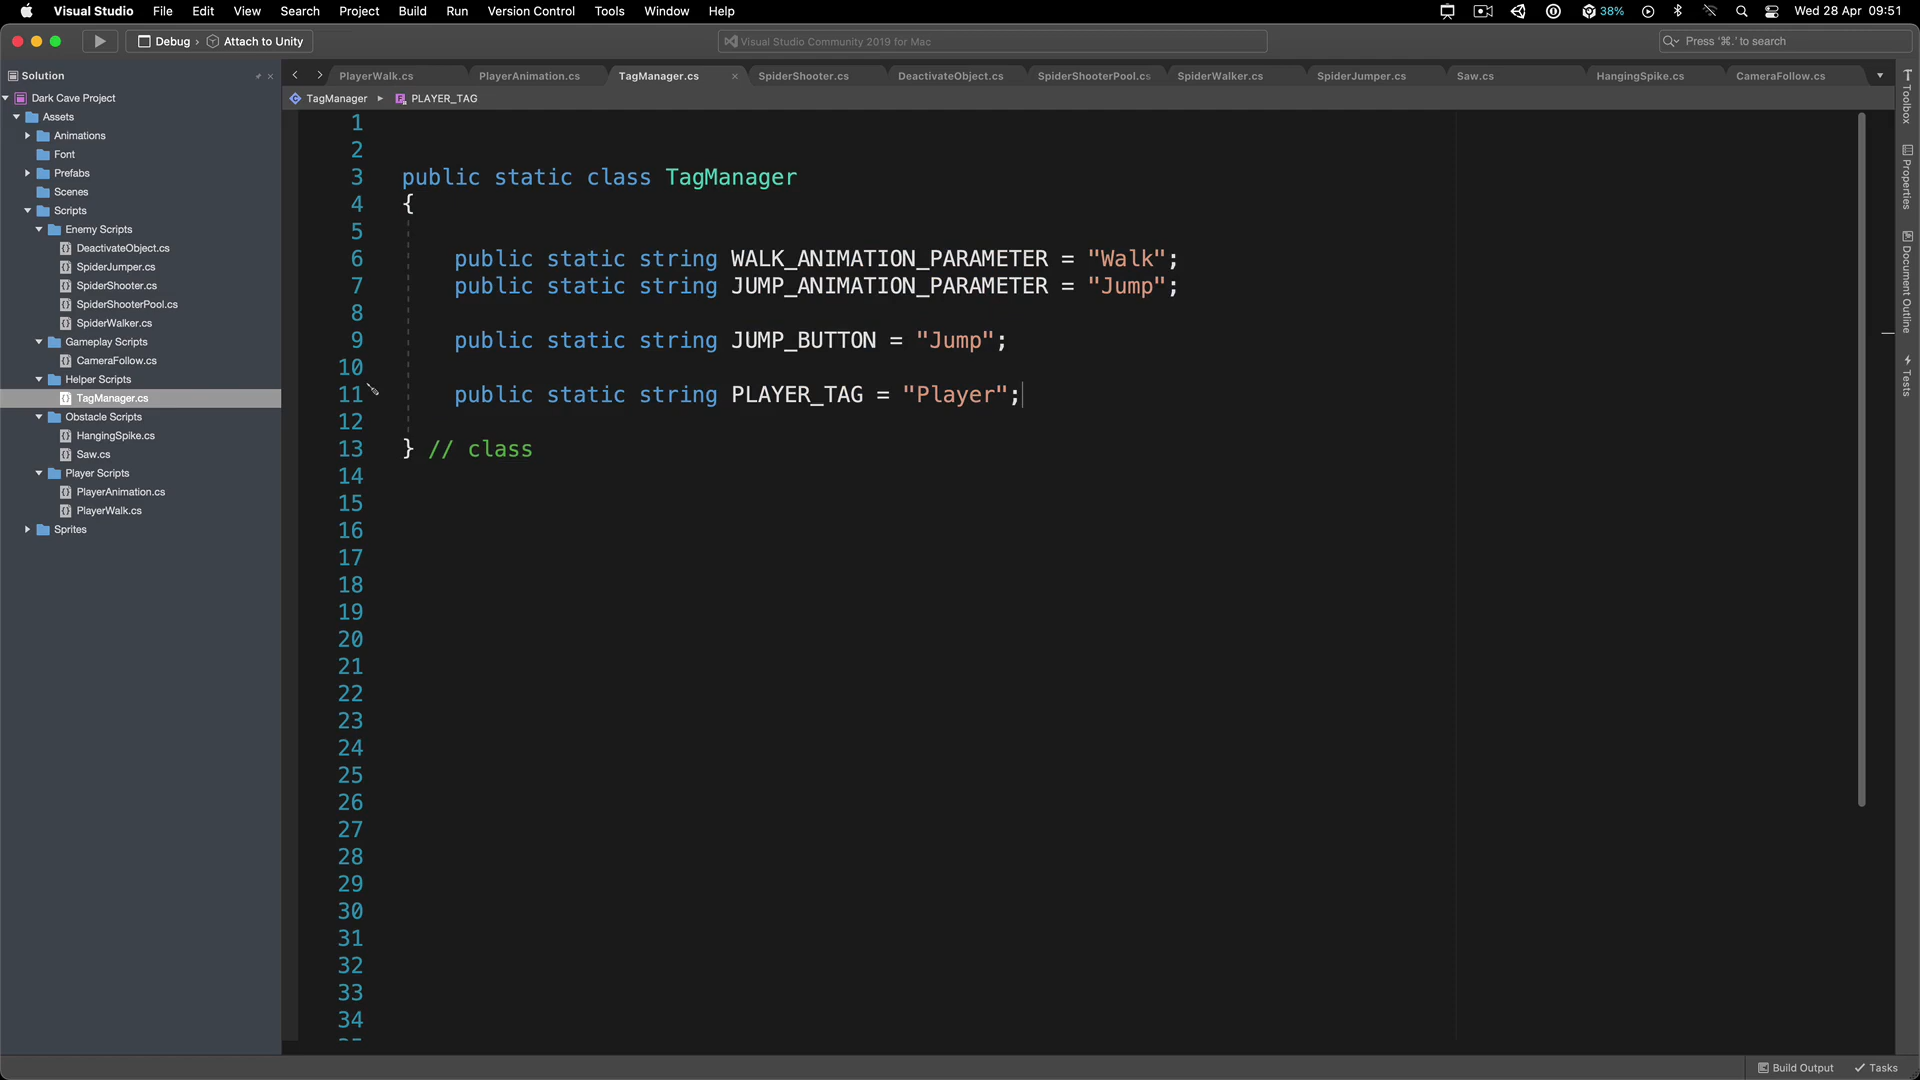 Visual Studio File Edit View Search Project Build Run Version Control Tools Window Help 38% Wed 28 Apr 09:51
Debug › Attach to Unity Visual Studio Community 2019 for Mac Press '⌘.' to search
Solution
Dark Cave Project
Assets
Animations
Font
Prefabs
Scenes
Scripts
Enemy Scripts
DeactivateObject.cs
SpiderJumper.cs
SpiderShooter.cs
SpiderShooterPool.cs
SpiderWalker.cs
Gameplay Scripts
CameraFollow.cs
Helper Scripts
TagManager.cs
Obstacle Scripts
HangingSpike.cs
Saw.cs
Player Scripts
PlayerAnimation.cs
PlayerWalk.cs
Sprites
PlayerWalk.cs PlayerAnimation.cs TagManager.cs × SpiderShooter.cs DeactivateObject.cs SpiderShooterPool.cs SpiderWalker.cs SpiderJumper.cs Saw.cs HangingSpike.cs CameraFollow.cs
TagManager ▸ PLAYER_TAG
1
2
3 public static class TagManager
4 {
5
6 public static string WALK_ANIMATION_PARAMETER = "Walk";
7 public static string JUMP_ANIMATION_PARAMETER = "Jump";
8
9 public static string JUMP_BUTTON = "Jump";
10
11 public static string PLAYER_TAG = "Player";
12
13 } // class
14
15
16
17
18
19
20
21
22
23
24
25
26
27
28
29
30
31
32
33
34
Toolbox
Properties
Document Outline
Tests
Build Output Tasks